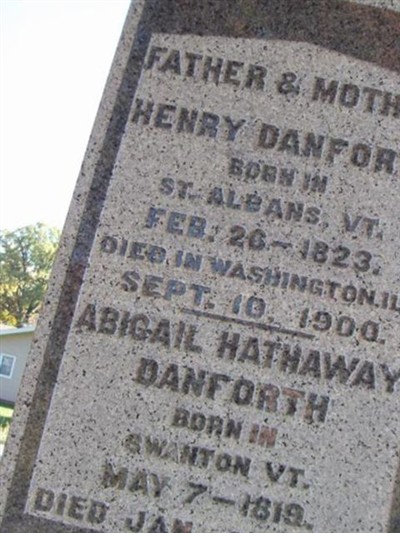 FATHER & MOTH
HENRY DANFOR
BORN IN
ST. ALBANS, VT.
FEB. 26-1823.
DIED IN WASHINGTON, IL
SEPT. 10, 1900.
ABIGAIL HATHAWAY
DANFORTH
BORN IN
SWANTON VT.
MAY 7-1819.
DIED JAN